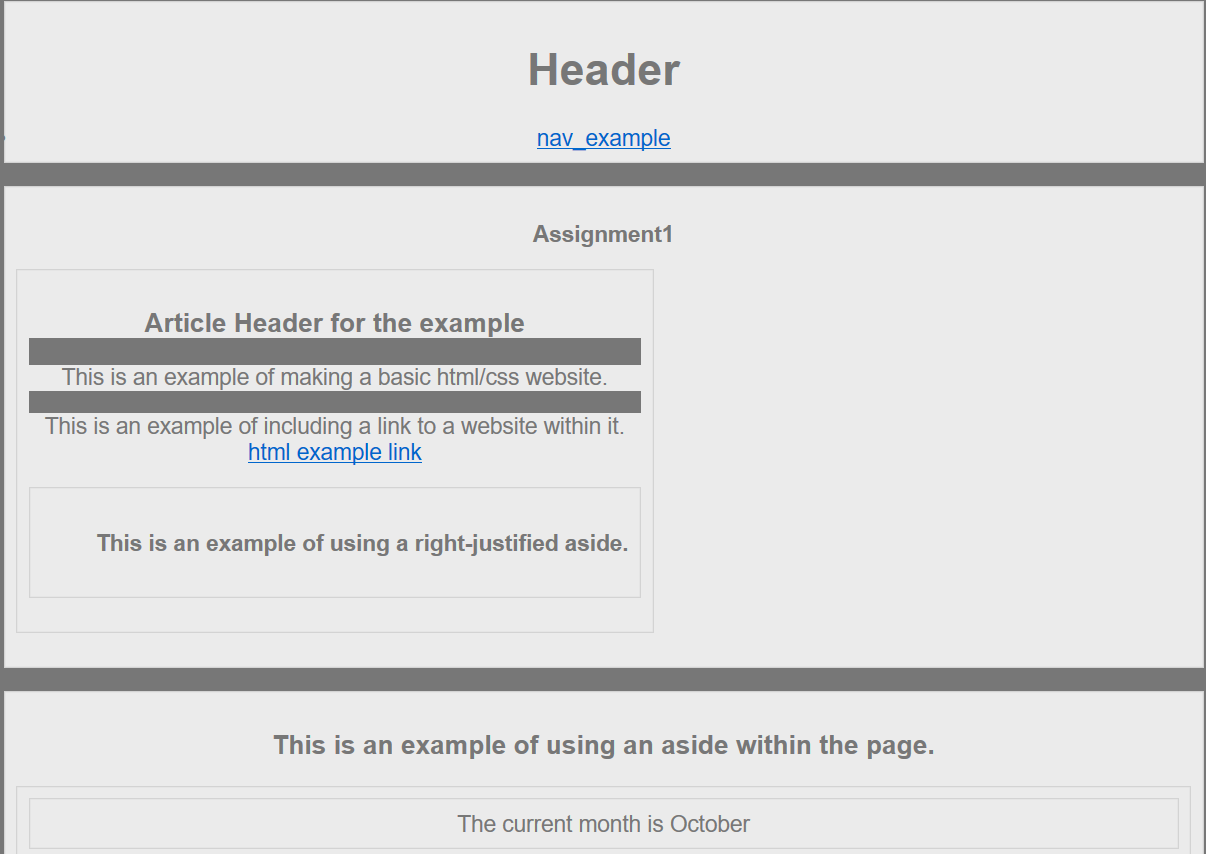 Header
nav_example
Assignment1
Article Header for the example
This is an example of making a basic html/css website.
This is an example of including a link to a website within it.
html example link
This is an example of using a right-justified aside.
This is an example of using an aside within the page.
The current month is October